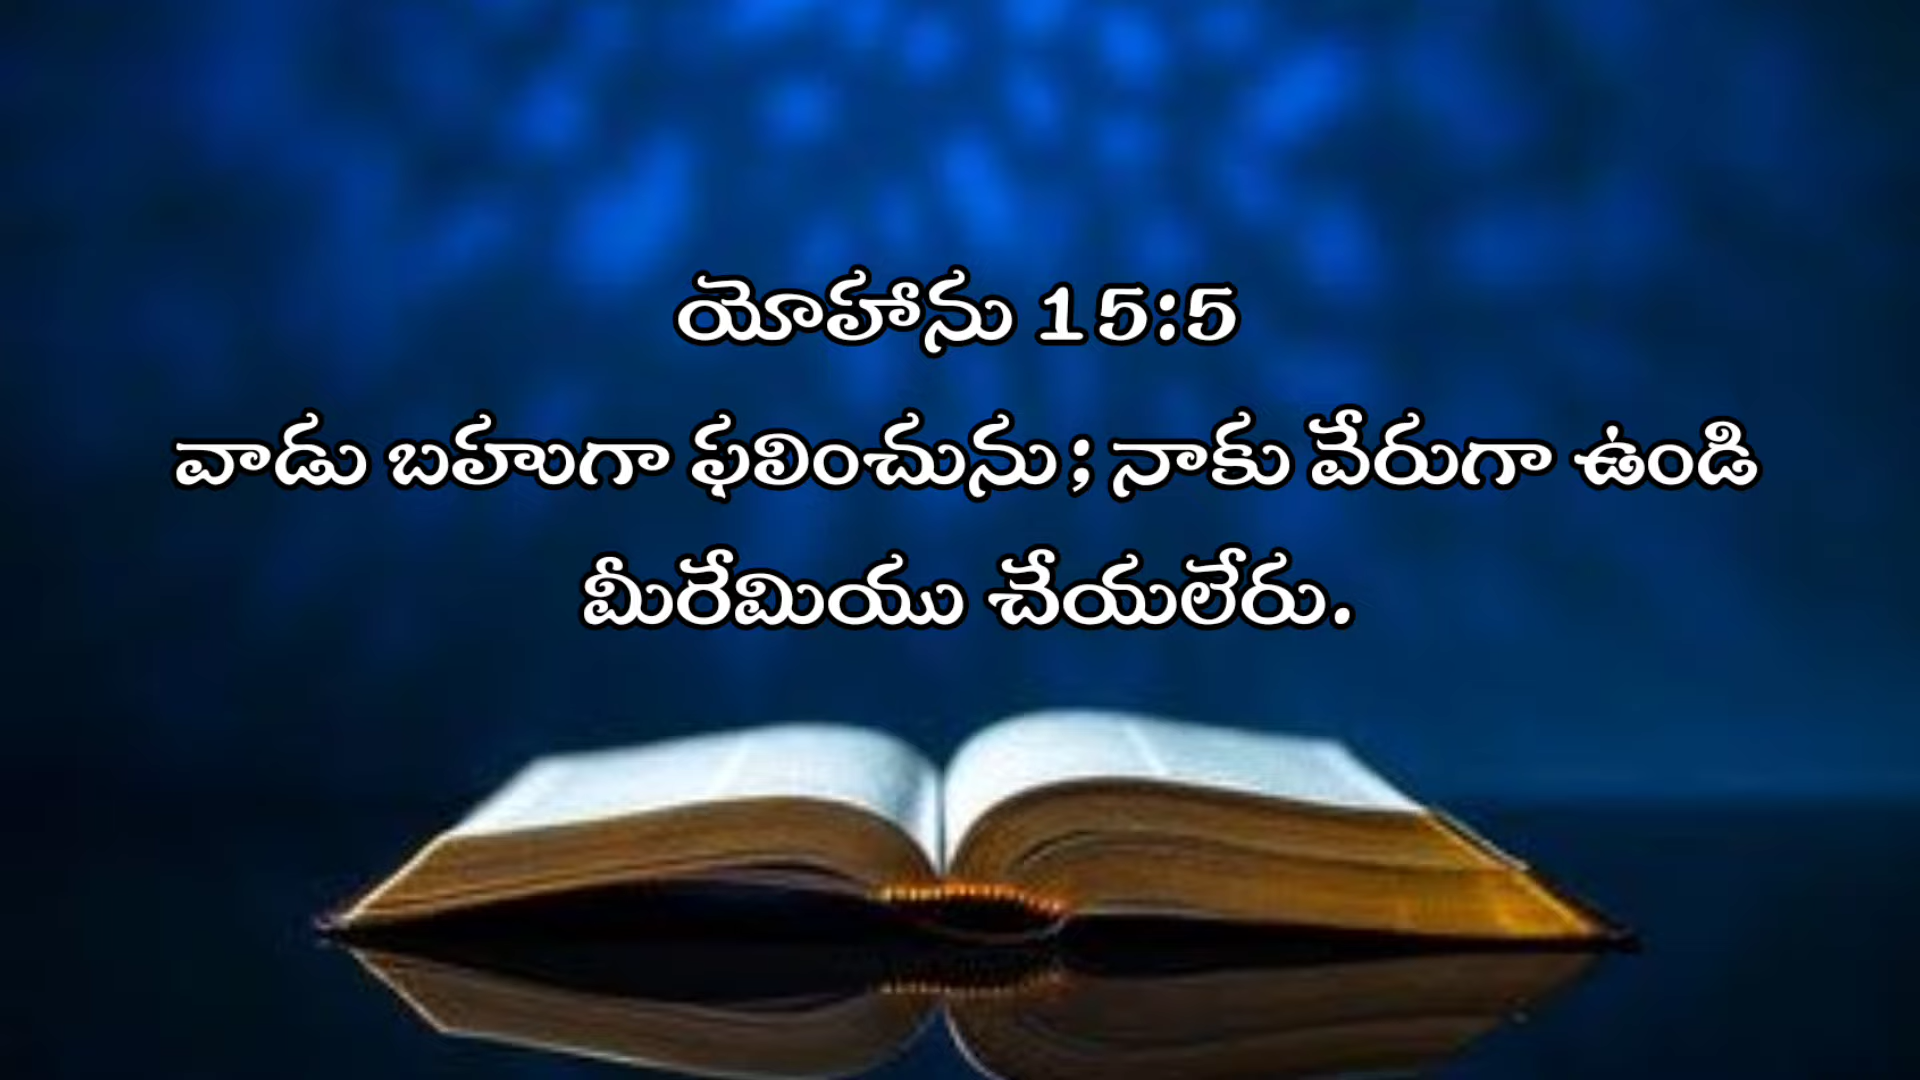 యోహాను 15:5
వాడు బహుగా ఫలించును; నాకు వేరుగా ఉండి
మీరేమియు చేయలేరు.